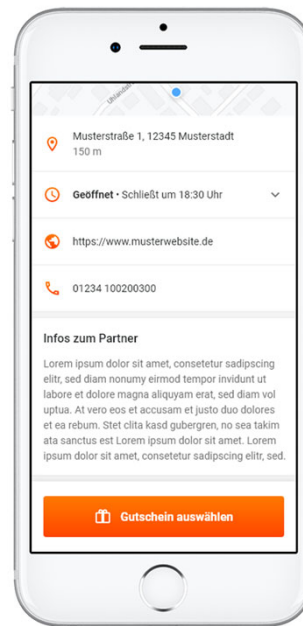 Uhlandstr
Musterstraße 1, 12345 Musterstadt
150 m
Geöffnet • Schließt um 18:30 Uhr
https://www.musterwebsite.de
01234 100200300
Infos zum Partner
Lorem ipsum dolor sit amet, consetetur sadipscing
elitr, sed diam nonumy eirmod tempor invidunt ut
labore et dolore magna aliquyam erat, sed diam vol
uptua. At vero eos et accusam et justo duo dolores
et ea rebum. Stet clita kasd gubergren, no sea takim
ata sanctus est Lorem ipsum dolor sit amet. Lorem
ipsum dolor sit amet, consetetur sadipscing elitr, sed.
Gutschein auswählen